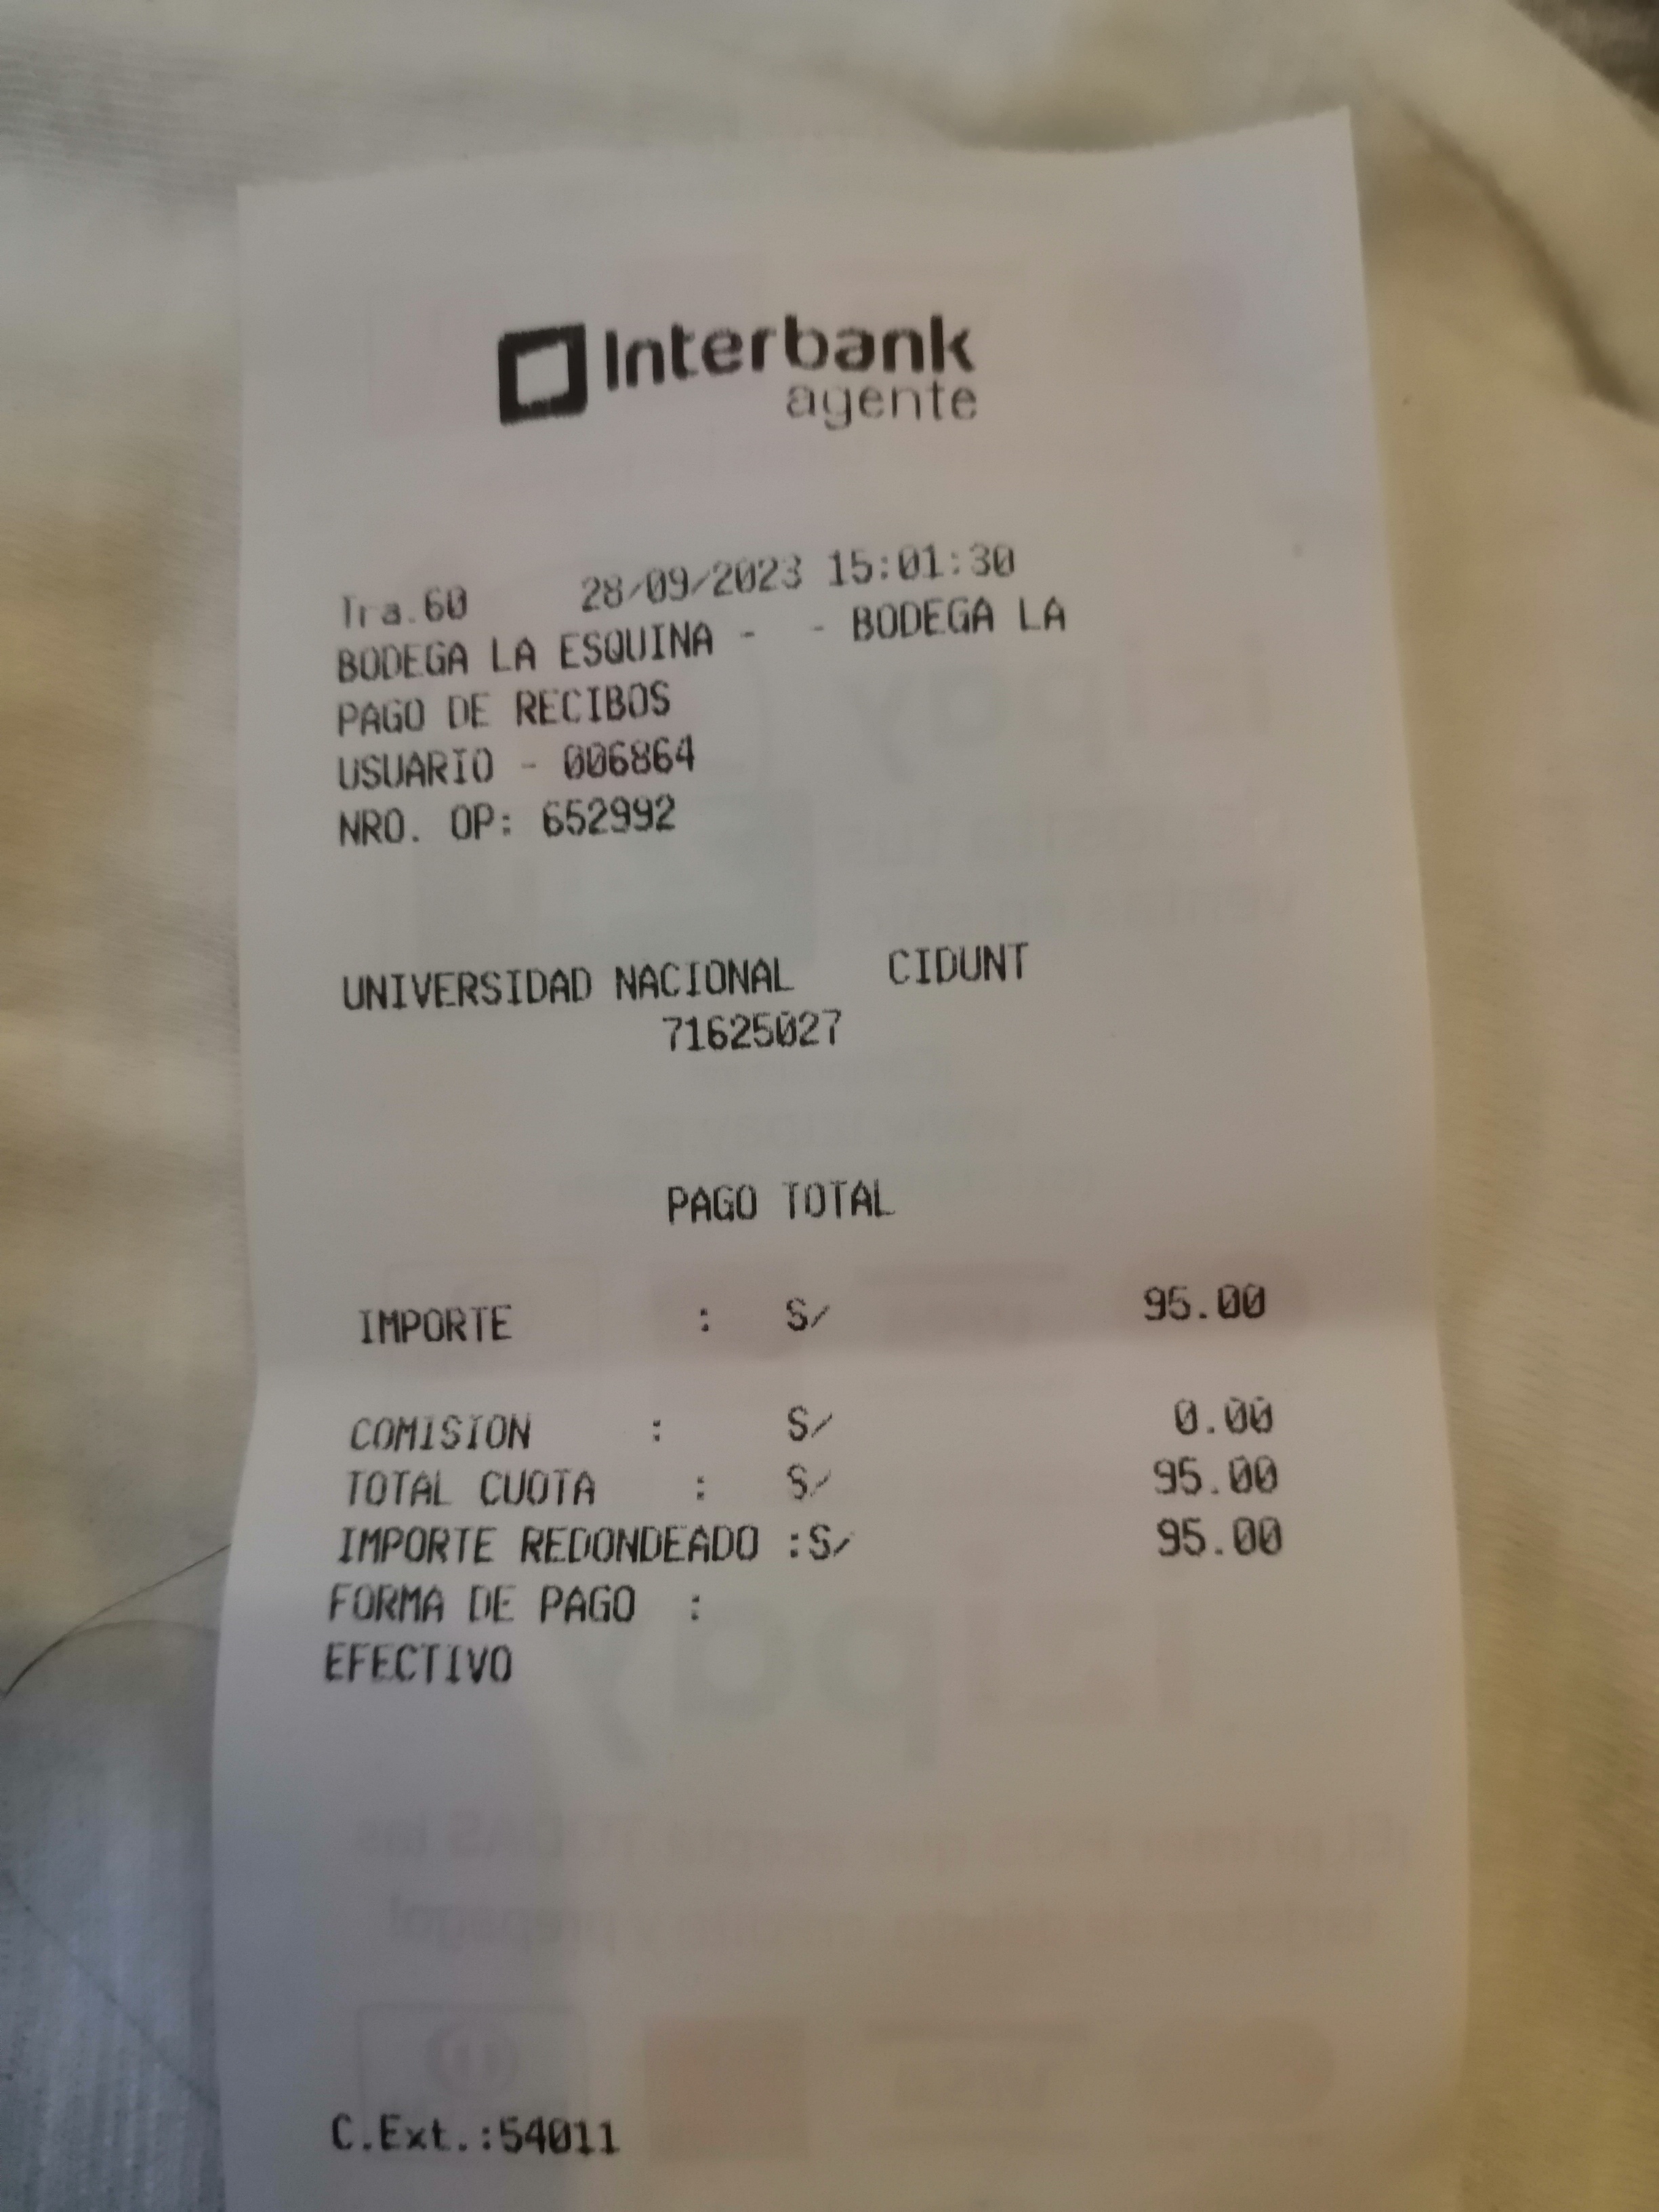 Interbank
agente
Tra.60 28/09/2023 15:01:30
BODEGA LA ESQUINA - - BODEGA LA
PAGO DE RECIBOS
USUARIO - 006864
NRO. OP: 652992
UNIVERSIDAD NACIONAL CIDUNT
71625027
PAGO TOTAL
IMPORTE : S/ 95.00
COMISION : S/ 0.00
TOTAL CUOTA : S/ 95.00
IMPORTE REDONDEADO :S/ 95.00
FORMA DE PAGO :
EFECTIVO
C.Ext.:54011